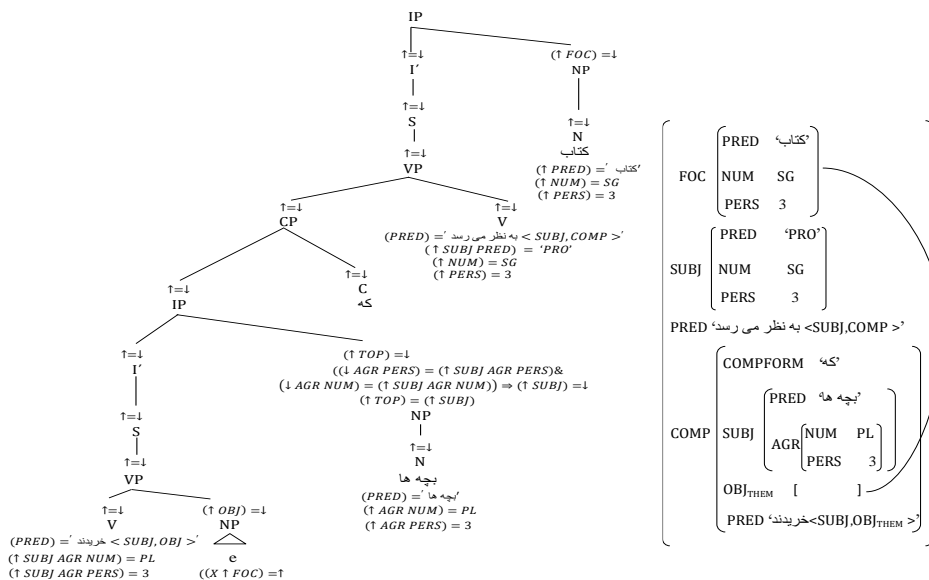 IP
↑=↓
I′
(↑ FOC) =↓
NP
↑=↓
S
↑=↓
N
کتاب
(↑ PRED) =′ کتاب ′
(↑ NUM) = SG
(↑ PERS) = 3
↑=↓
VP
↑=↓
CP
↑=↓
V
(PRED) =′ به نظر می رسد < SUBJ, COMP >′
(↑ SUBJ PRED) = ′PRO′
(↑ NUM) = SG
(↑ PERS) = 3
↑=↓
IP
↑=↓
C
که
↑=↓
I′
(↑ TOP) =↓
((↓ AGR PERS) = (↑ SUBJ AGR PERS)&
(↓ AGR NUM) = (↑ SUBJ AGR NUM)) ⇒ (↑ SUBJ) =↓
(↑ TOP) = (↑ SUBJ)
NP
↑=↓
S
↑=↓
N
بچه ها
(PRED) =′ بچه ها ′
(↑ AGR NUM) = PL
(↑ AGR PERS) = 3
↑=↓
VP
↑=↓
V
(PRED) =′ خریدند < SUBJ, OBJ >′
(↑ SUBJ AGR NUM) = PL
(↑ SUBJ AGR PERS) = 3
(↑ OBJ) =↓
NP
e
((X ↑ FOC) =↑
FOC
PRED ‘کتاب’
NUM SG
PERS 3
SUBJ
PRED ‘PRO’
NUM SG
PERS 3
PRED ‘به نظر می رسد <SUBJ,COMP >’
COMP
COMPFORM ‘که’
SUBJ
PRED ‘بچه ها’
AGR
NUM PL
PERS 3
OBJTHEM [ ]
PRED ‘خریدند<SUBJ,OBJTHEM >’